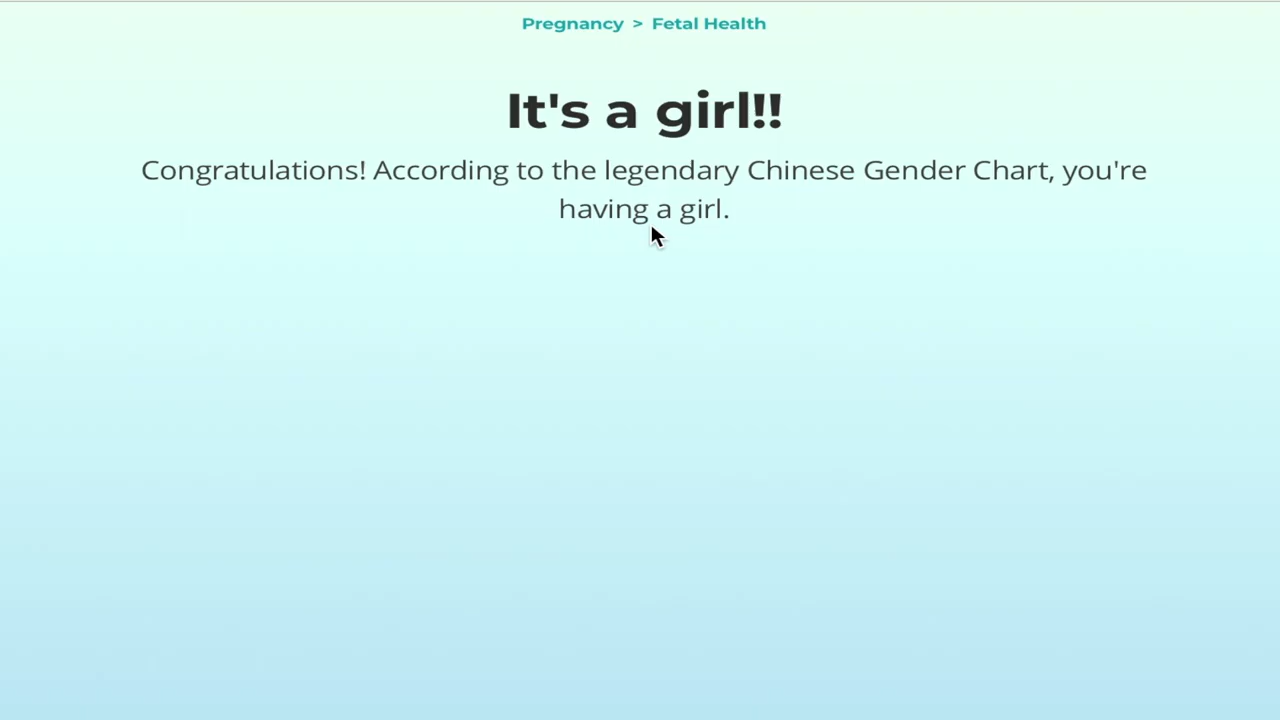 Pregnancy > Fetal Health
It's a girl!!
Congratulations! According to the legendary Chinese Gender Chart, you're
having a girl.